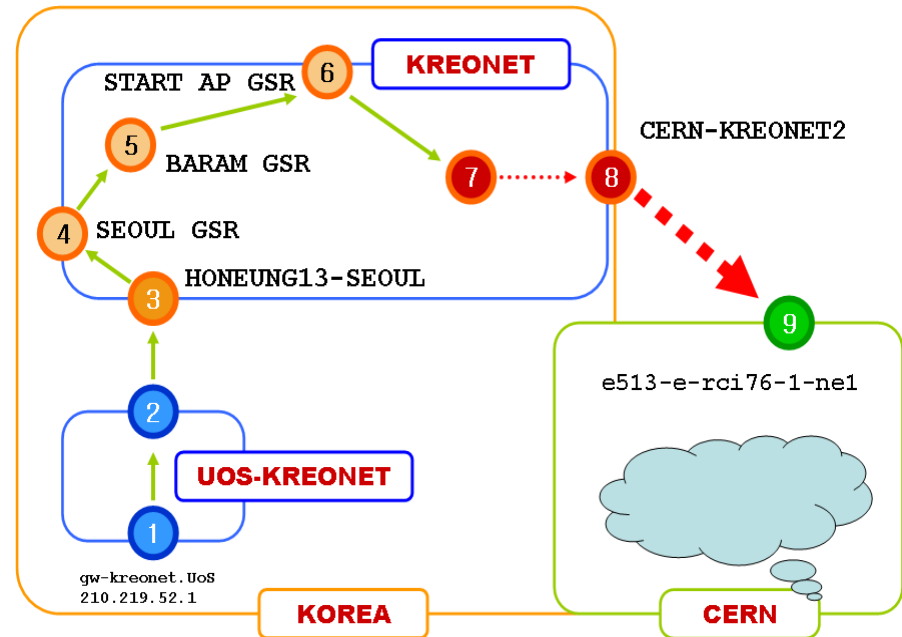 KREONET
6
START AP GSR
CERN-KREONET2
5
BARAM GSR
7
8
4
SEOUL GSR
HONEUNG13-SEOUL
3
9
e513-e-rci76-1-ne1
2
UOS-KREONET
1
gw-kreonet.UoS
210.219.52.1
KOREA
CERN